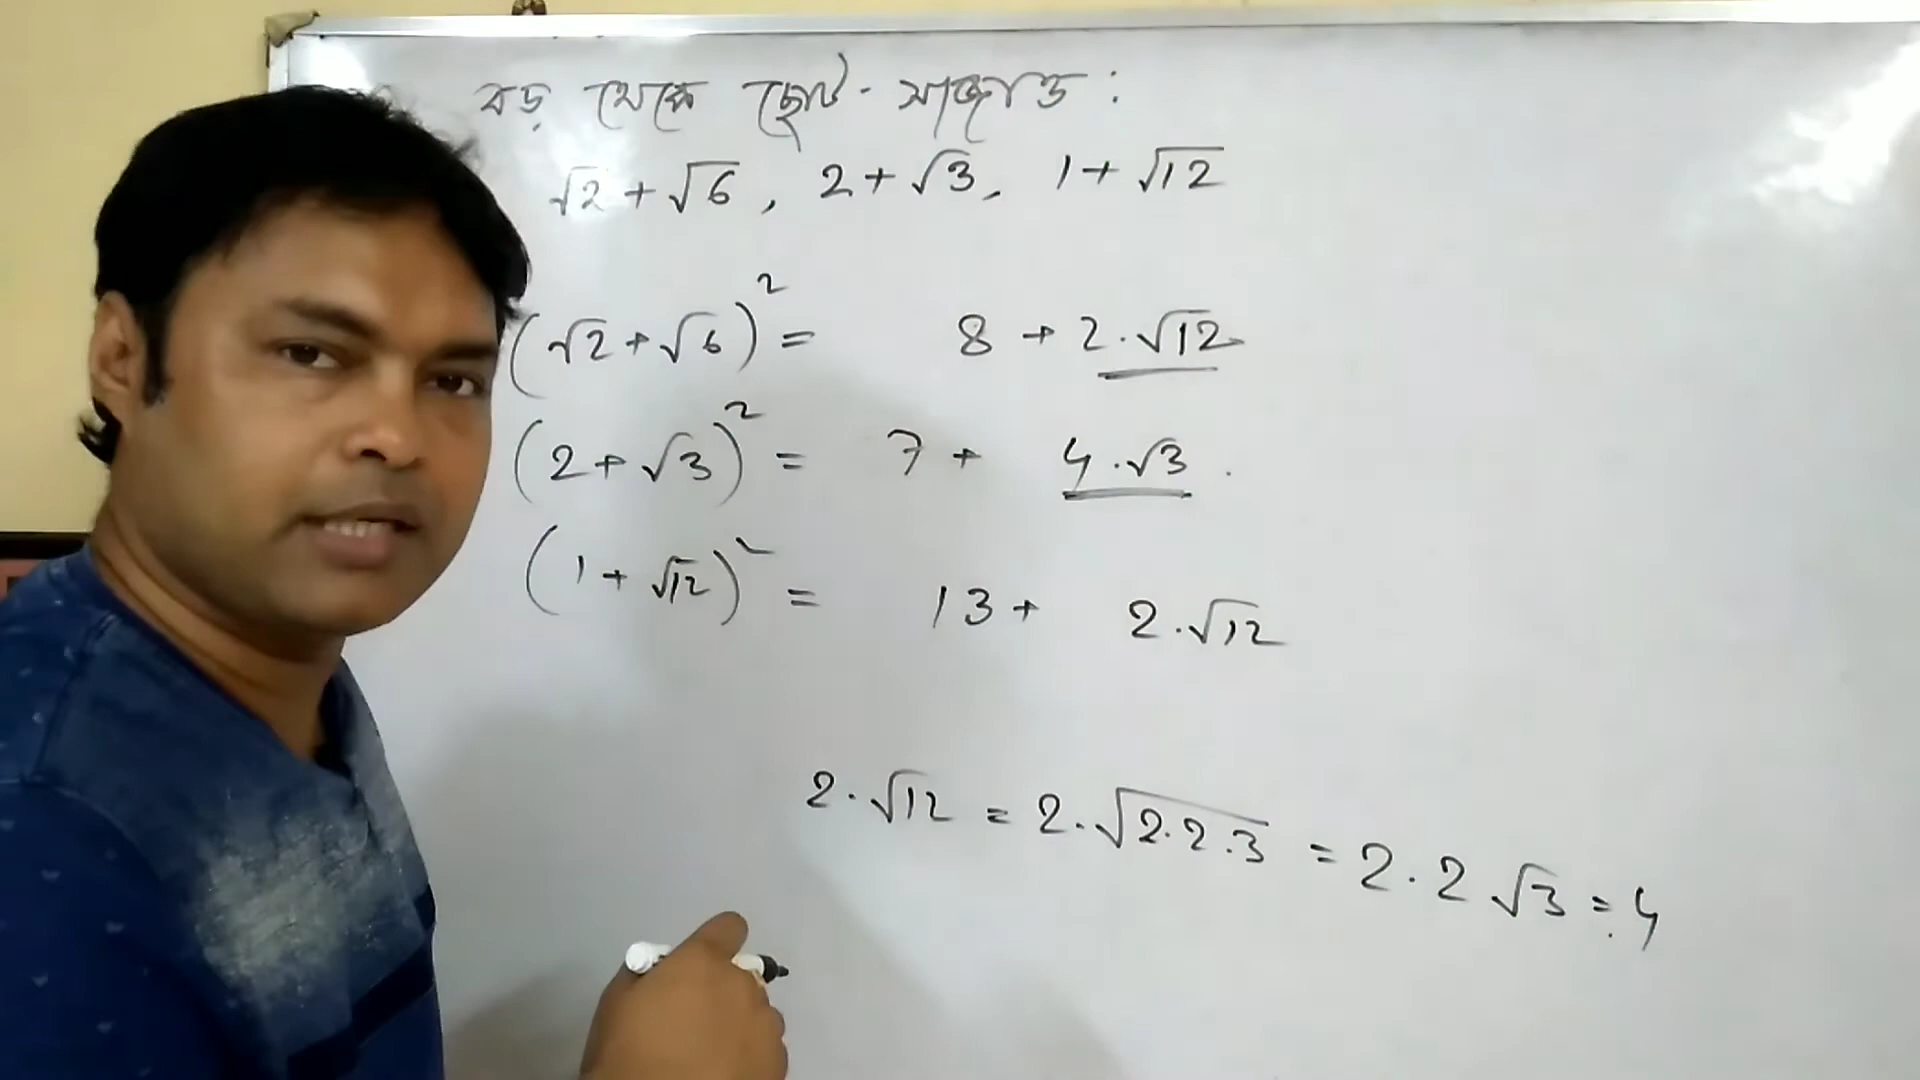 বড় থেকে ছোট - সাজাও :
√2 + √6 , 2 + √3 , 1 + √12
(√2 + √6)² = 8 + 2·√12
(2 + √3)² = 7 + 4·√3
(1 + √12)² = 13 + 2·√12
2·√12 = 2·√2·2·3 = 2·2√3 = 4